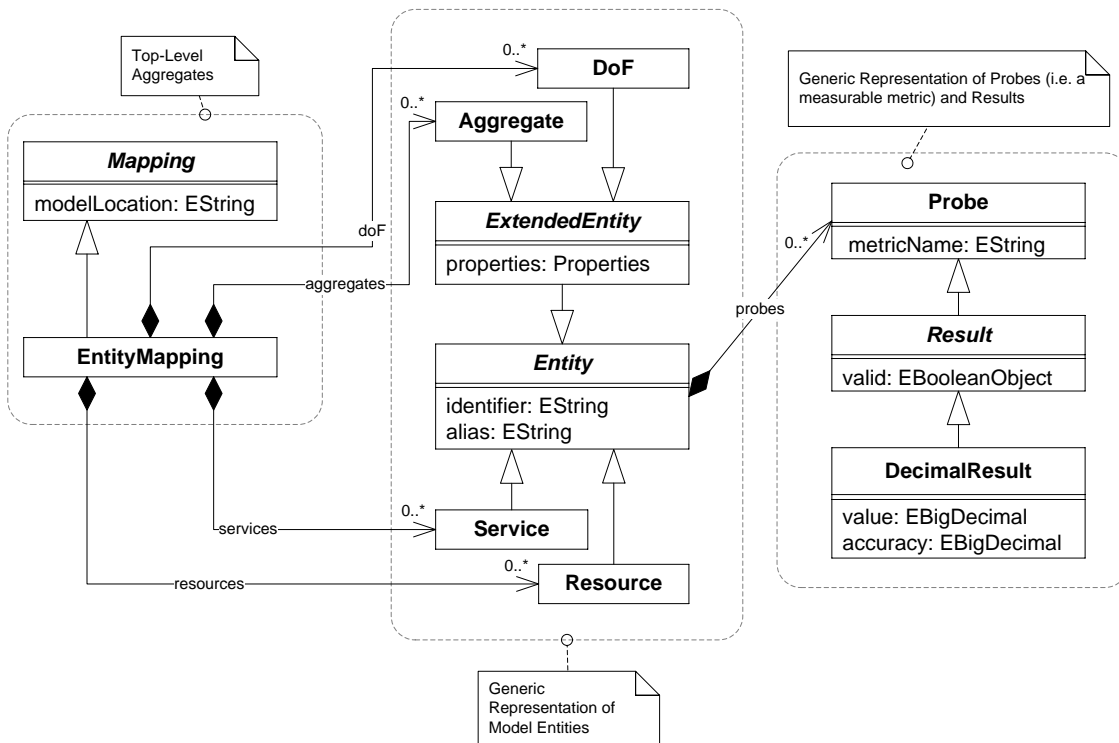 Top-Level
Aggregates
Mapping
modelLocation: EString
EntityMapping
doF
aggregates
services
resources
0..*
DoF
0..*
Aggregate
ExtendedEntity
properties: Properties
Entity
identifier: EString
alias: EString
0..*
Service
0..*
Resource
Generic
Representation of
Model Entities
probes
0..*
Generic Representation of Probes (i.e. a
measurable metric) and Results
Probe
metricName: EString
Result
valid: EBooleanObject
DecimalResult
value: EBigDecimal
accuracy: EBigDecimal